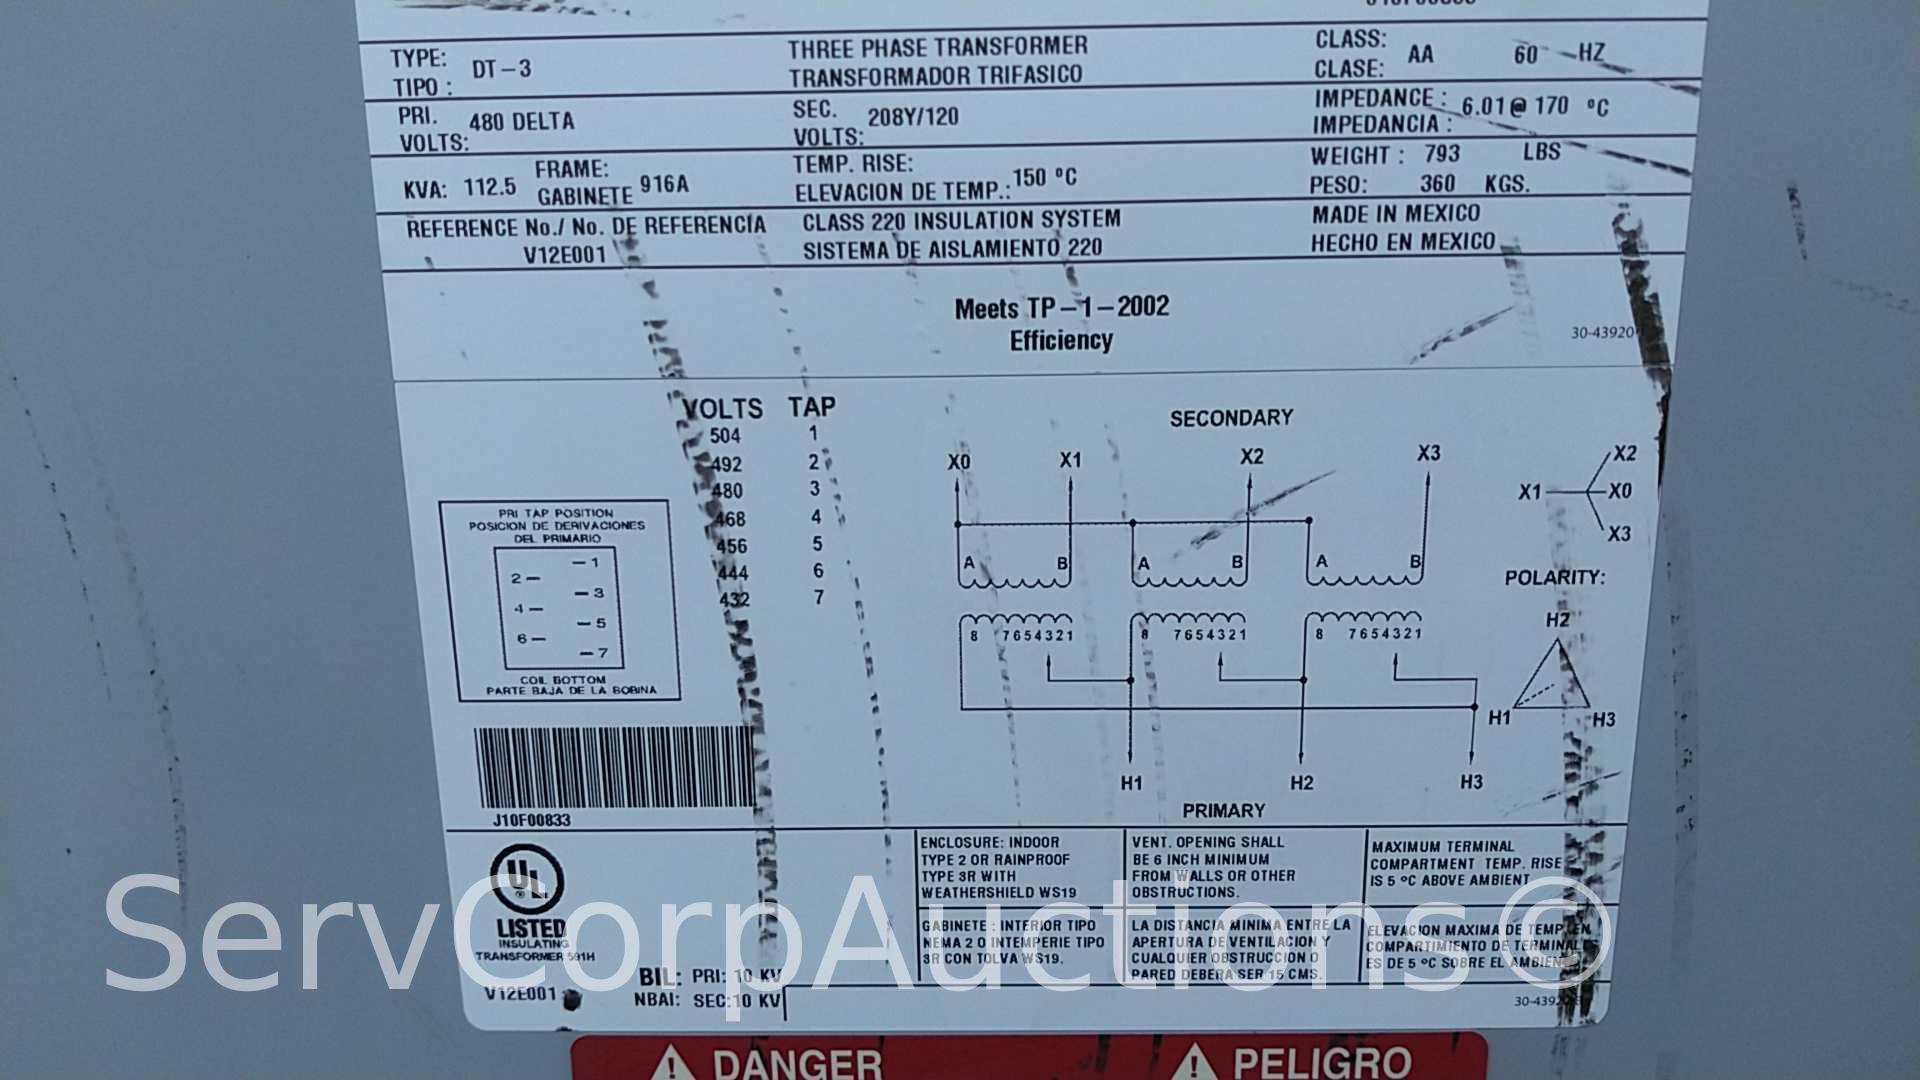 TYPE: DT-3 THREE PHASE TRANSFORMER CLASS: AA 60 HZ
TIPO : TRANSFORMADOR TRIFASICO CLASE:
PRI. 480 DELTA SEC. 208Y/120 IMPEDANCE : 6.01@ 170 °C
VOLTS: VOLTS: IMPEDANCIA :
KVA: 112.5 FRAME: 916A TEMP. RISE: 150 °C WEIGHT : 793 LBS
GABINETE ELEVACION DE TEMP.: PESO: 360 KGS.
REFERENCE No./ No. DE REFERENCIA CLASS 220 INSULATION SYSTEM MADE IN MEXICO
V12E001 SISTEMA DE AISLAMIENTO 220 HECHO EN MEXICO
Meets TP-1-2002
Efficiency
30-43920
VOLTS TAP
504 1
492 2
480 3
468 4
456 5
444 6
432 7
PRI TAP POSITION
POSICION DE DERIVACIONES
DEL PRIMARIO
1
2
3
4
5
6
7
COIL BOTTOM
PARTE BAJA DE LA BOBINA
SECONDARY
X0 X1 X2 X3
A B A B A B
8 7654321 8 7654321 8 7654321
H1 H2 H3
PRIMARY
X2
X1 X0
X3
POLARITY:
H2
H1 H3
J10F00833
UL
®
LISTED
INSULATING
TRANSFORMER 591H
V12E001
BIL: PRI: 10 KV
NBAI: SEC: 10 KV
ENCLOSURE: INDOOR
TYPE 2 OR RAINPROOF
TYPE 3R WITH
WEATHERSHIELD WS19
VENT. OPENING SHALL
BE 6 INCH MINIMUM
FROM WALLS OR OTHER
OBSTRUCTIONS.
MAXIMUM TERMINAL
COMPARTMENT TEMP. RISE
IS 5 °C ABOVE AMBIENT
GABINETE : INTERIOR TIPO
NEMA 2 O INTEMPERIE TIPO
3R CON TOLVA WS19.
LA DISTANCIA MINIMA ENTRE LA
APERTURA DE VENTILACION Y
CUALQUIER OBSTRUCCION O
PARED DEBERA SER 15 CMS.
ELEVACION MAXIMA DE TEMP. EN
COMPARTIMIENTO DE TERMINALES
ES DE 5 °C SOBRE EL AMBIENTE
ServCorpAuctions©
DANGER PELIGRO